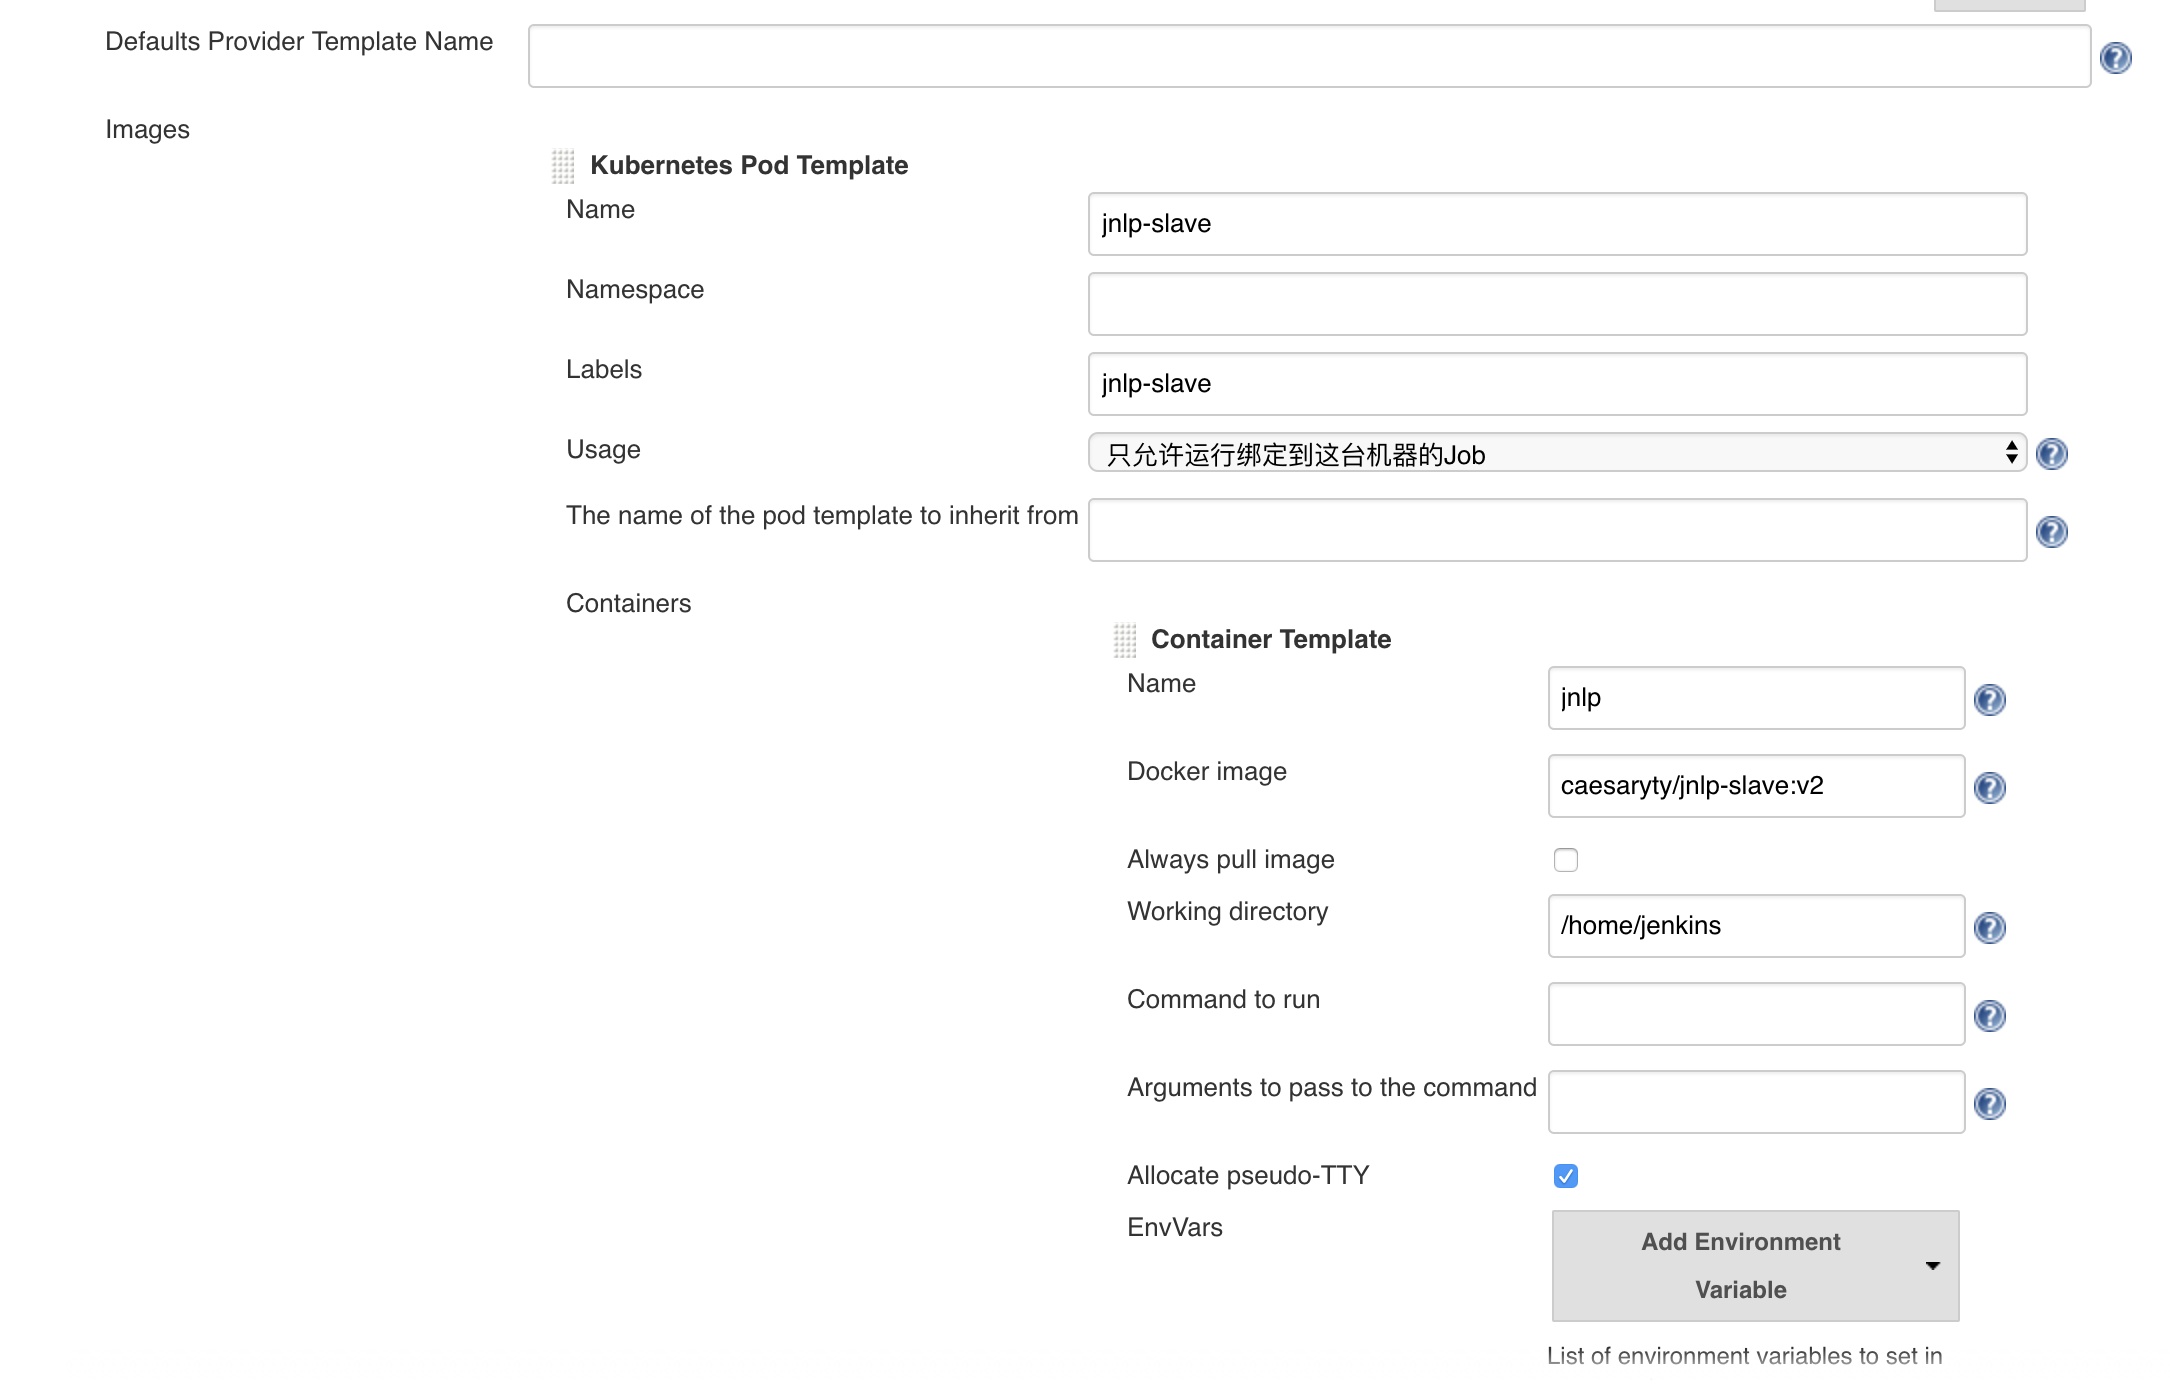 Defaults Provider Template Name
Images
Kubernetes Pod Template
Name
jnlp-slave
Namespace
Labels
jnlp-slave
Usage
只允许运行绑定到这台机器的Job
The name of the pod template to inherit from
Containers
Container Template
Name
jnlp
Docker image
caesaryty/jnlp-slave:v2
Always pull image
Working directory
/home/jenkins
Command to run
Arguments to pass to the command
Allocate pseudo-TTY
EnvVars
Add Environment
Variable
List of environment variables to set in